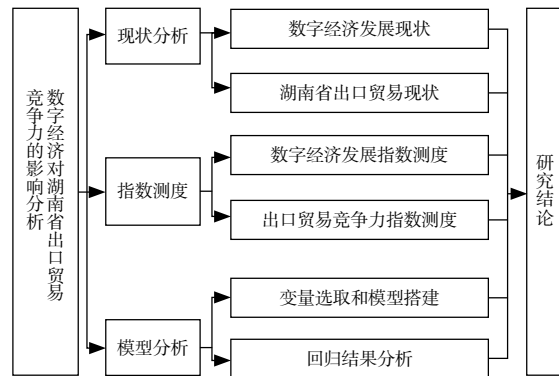 数字经济对湖南省出口贸易
竞争力的影响分析
现状分析
数字经济发展现状
湖南省出口贸易现状
指数测度
数字经济发展指数测度
出口贸易竞争力指数测度
模型分析
变量选取和模型搭建
回归结果分析
研究结论